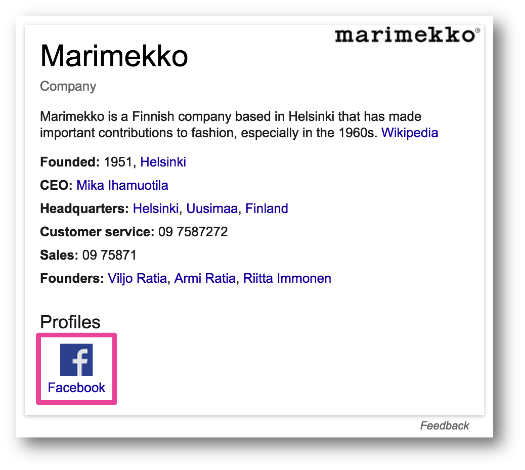 marimekko®
Marimekko
Company
Marimekko is a Finnish company based in Helsinki that has made
important contributions to fashion, especially in the 1960s. Wikipedia
Founded: 1951, Helsinki
CEO: Mika Ihamuotila
Headquarters: Helsinki, Uusimaa, Finland
Customer service: 09 7587272
Sales: 09 75871
Founders: Viljo Ratia, Armi Ratia, Riitta Immonen
Profiles
f
Facebook
Feedback